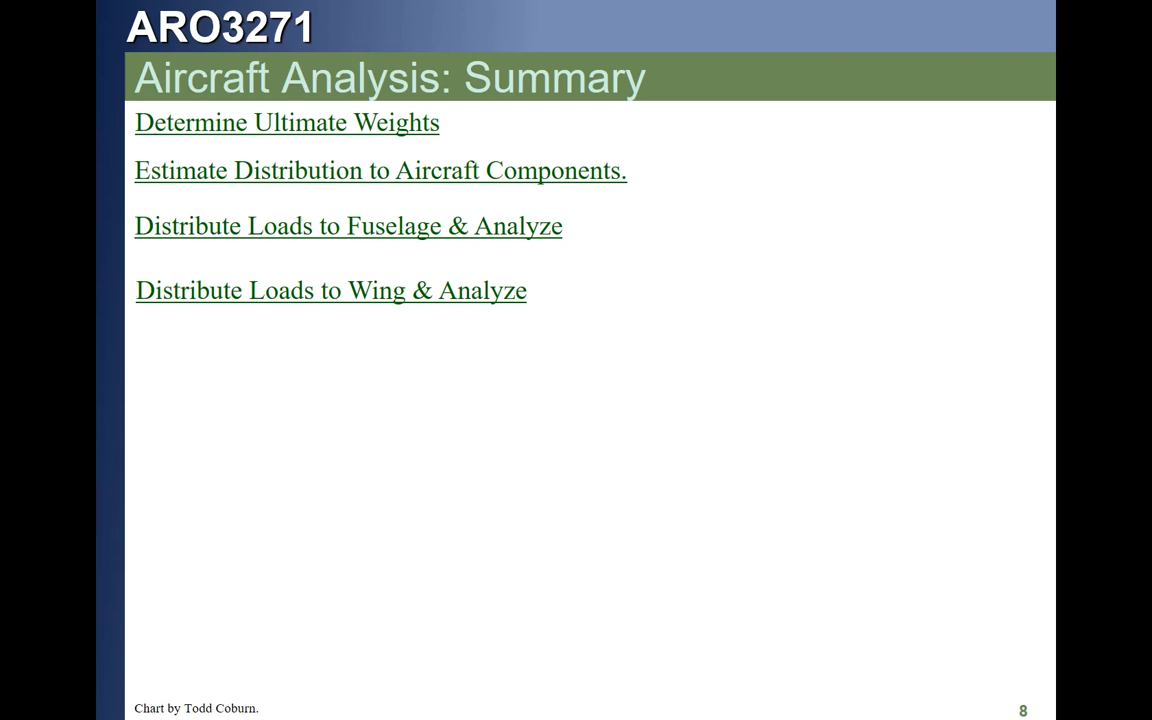 ARO3271
Aircraft Analysis: Summary
Determine Ultimate Weights
Estimate Distribution to Aircraft Components.
Distribute Loads to Fuselage & Analyze
Distribute Loads to Wing & Analyze
Chart by Todd Coburn.
8